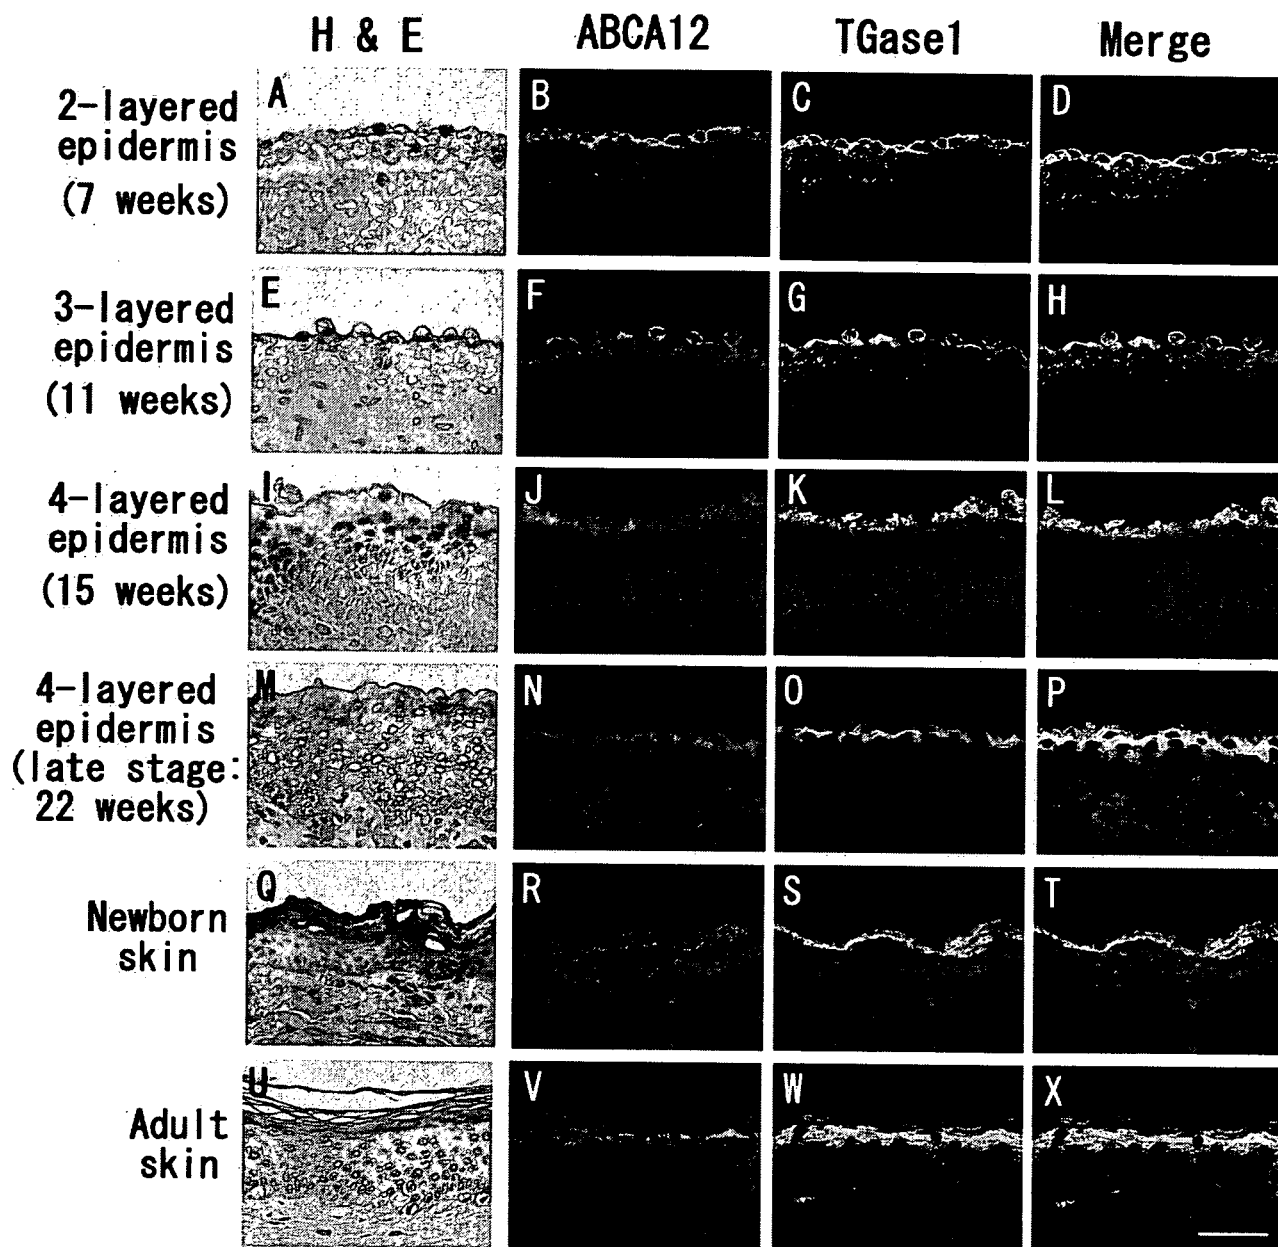 H & E ABCA12 TGase1 Merge
2-layered
epidermis
(7 weeks)
A B C D
3-layered
epidermis
(11 weeks)
E F G H
4-layered
epidermis
(15 weeks)
I J K L
4-layered
epidermis
(late stage:
22 weeks)
M N O P
Newborn
skin
Q R S T
Adult
skin
U V W X